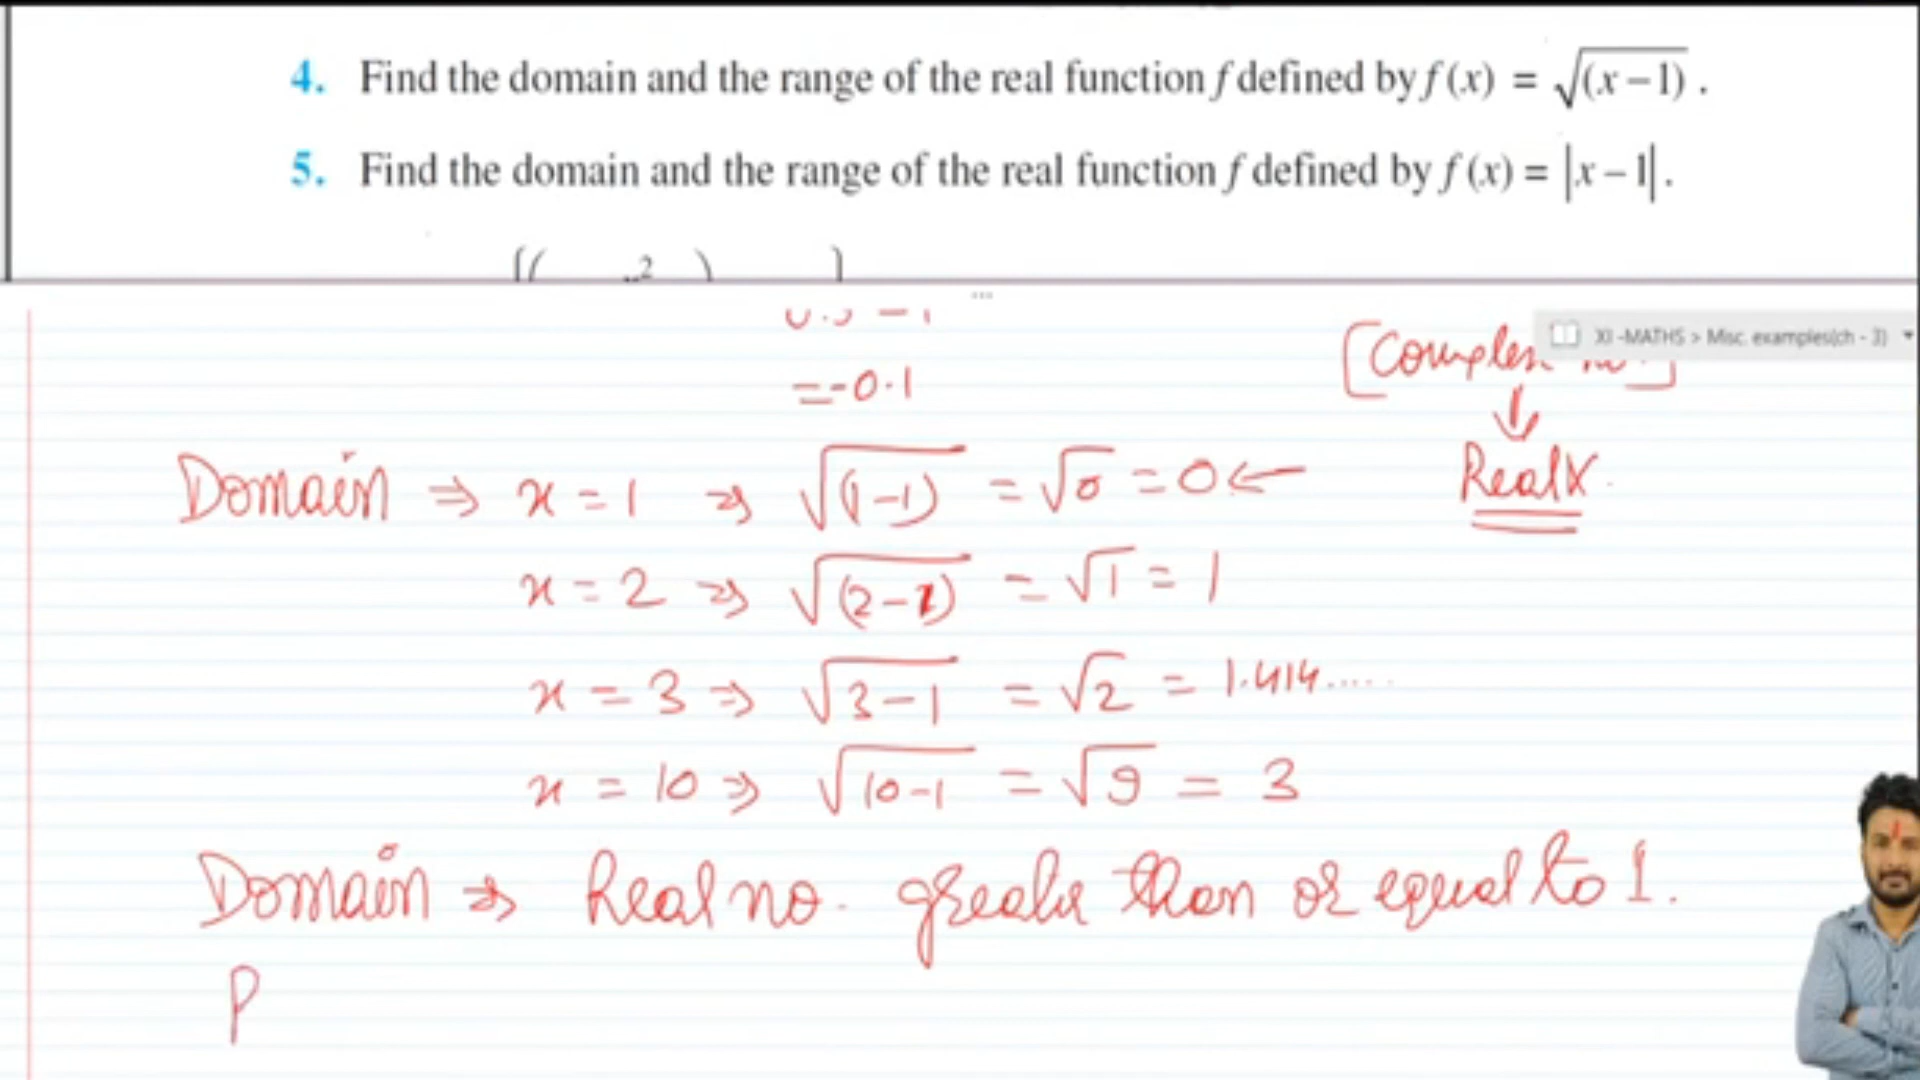 4. Find the domain and the range of the real function f defined by f (x) = √(x – 1) .
5. Find the domain and the range of the real function f defined by f (x) = |x – 1| .
XI -MATHS > Misc. examples(ch - 3)
[Complex
= -0.1
↓
Real X
Domain ⇒ x = 1 ⇒ √(1-1) = √0 = 0 ←
x = 2 ⇒ √(2-1) = √1 = 1
x = 3 ⇒ √3-1 = √2 = 1.414.....
x = 10 ⇒ √10-1 = √9 = 3
Domain ⇒ Real no. greater than or equal to 1.